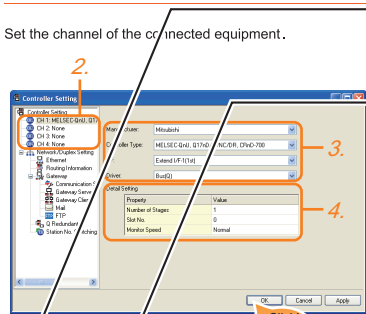 Set the channel of the connected equipment.
2.
Controller Setting
Controller Setting
CH 1: MELSEC-QnU, Q17
CH 2: None
CH 3: None
CH 4: None
Network/Duplex Setting
Ethernet
Routing Information
Gateway
Communication S
Gateway Serve
Gateway Clie
Mail
FTP
Q Redundant
Station No.
Manufacturer:
Mitsubishi
Controller Type:
MELSEC-QnU, Q17nD
NC/DR, CRnD-700
Extend I/F-1(1st)
Driver:
Bus(Q)
3.
Detail Setting
Property
Value
Number of Stages
1
Slot No.
0
Monitor Speed
Normal
4.
OK
Cancel
Apply